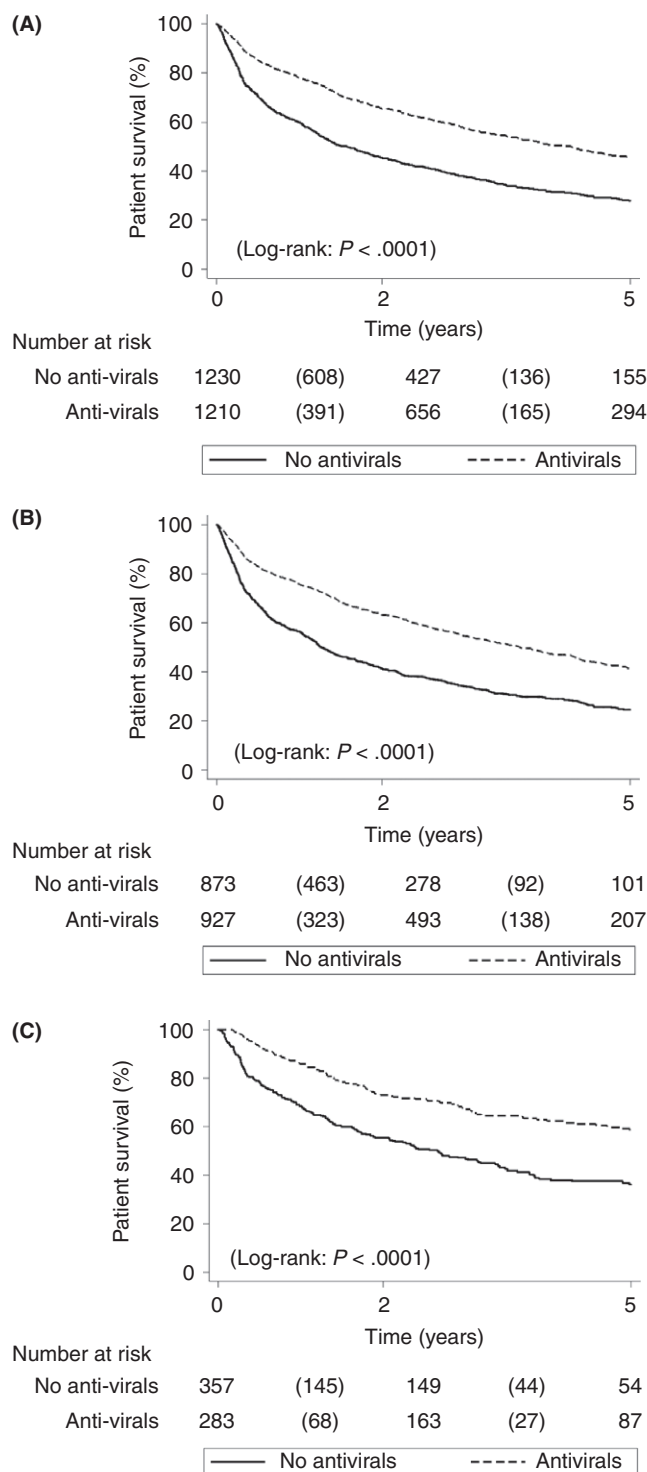 (A)
100
80
60
40
20
0
Patient survival (%)
(Log-rank: P < .0001)
0 2 5
Time (years)
Number at risk
No anti-virals 1230 (608) 427 (136) 155
Anti-virals 1210 (391) 656 (165) 294
No antivirals Antivirals
(B)
100
80
60
40
20
0
Patient survival (%)
(Log-rank: P < .0001)
0 2 5
Time (years)
Number at risk
No anti-virals 873 (463) 278 (92) 101
Anti-virals 927 (323) 493 (138) 207
No antivirals Antivirals
(C)
100
80
60
40
20
0
Patient survival (%)
(Log-rank: P < .0001)
0 2 5
Time (years)
Number at risk
No anti-virals 357 (145) 149 (44) 54
Anti-virals 283 (68) 163 (27) 87
No antivirals Antivirals